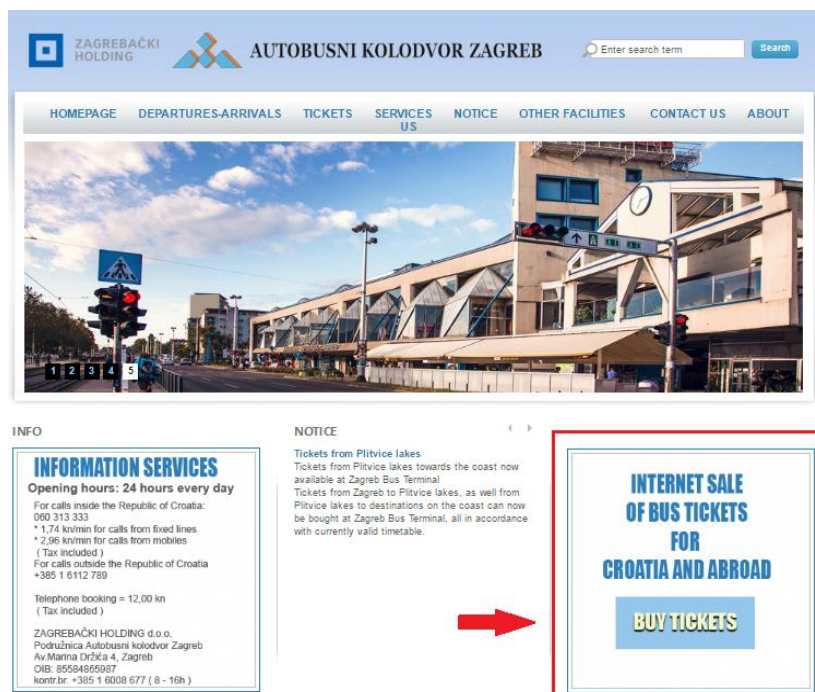 ZAGREBAČKI
HOLDING
AUTOBUSNI KOLODVOR ZAGREB
Enter search term
Search
HOMEPAGE DEPARTURES-ARRIVALS TICKETS SERVICES NOTICE OTHER FACILITIES CONTACT US ABOUT
US
1 2 3 4 5
INFO
INFORMATION SERVICES
Opening hours: 24 hours every day
For calls inside the Republic of Croatia:
060 313 333
* 1,74 kn/min for calls from fixed lines
* 2,96 kn/min for calls from mobiles
( Tax included )
For calls outside the Republic of Croatia
+385 1 6112 789
Telephone booking = 12,00 kn
( Tax included )
ZAGREBAČKI HOLDING d.o.o.
Podružnica Autobusni kolodvor Zagreb
Av.Marina Držića 4, Zagreb
OIB: 85584865987
kontr.br. +385 1 6008 677 ( 8 - 16h )
NOTICE
Tickets from Plitvice lakes
Tickets from Plitvice lakes towards the coast now
available at Zagreb Bus Terminal
Tickets from Zagreb to Plitvice lakes, as well from
Plitvice lakes to destinations on the coast can now
be bought at Zagreb Bus Terminal, all in accordance
with currently valid timetable.
INTERNET SALE
OF BUS TICKETS
FOR
CROATIA AND ABROAD
BUY TICKETS